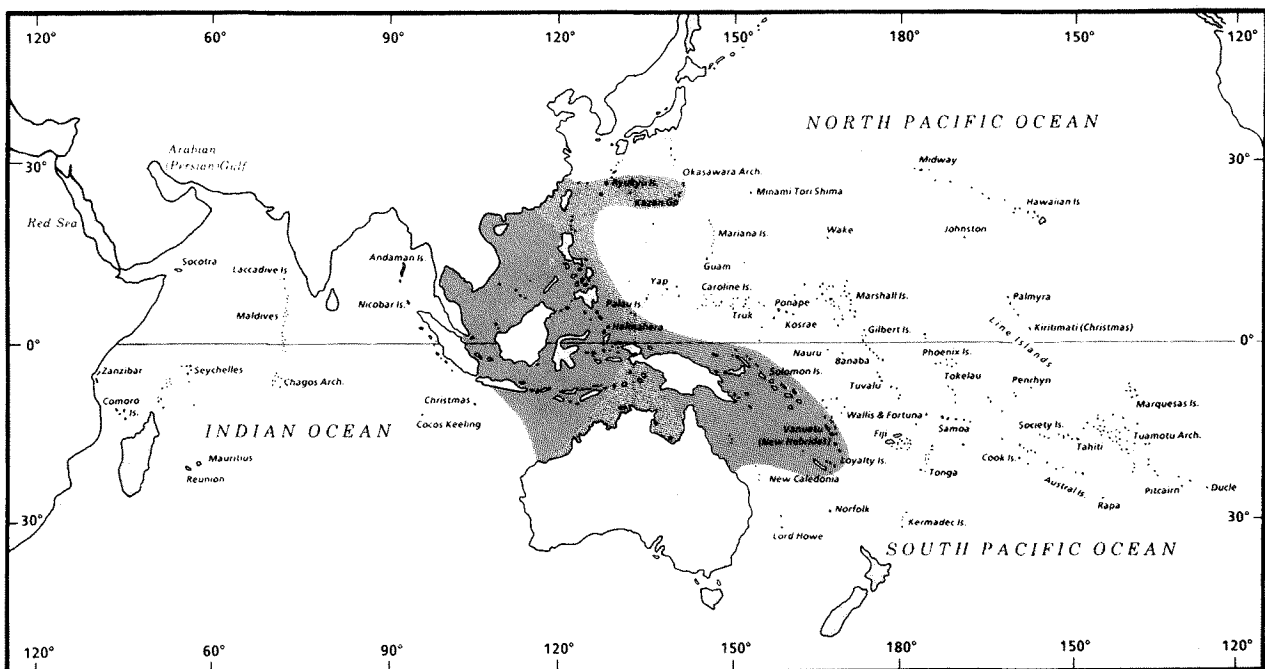 120° 60° 90° 120° 150° 180° 150° 120°
NORTH PACIFIC OCEAN
Arabian
(Persian) Gulf
30°
30°
Midway
Okasawara Arch.
Ryukyu Is.
Minami Tori Shima
Kazan Gp
Hawaiian Is
Red Sea
Mariana Is.
Wake
Johnston
Andaman Is.
Socotra
Laccadive Is
Guam
Yap
Caroline Is.
Palau Is.
Ponape
Marshall Is.
Palmyra
Nicobar Is.
Maldives
Truk
Kosrae
Halmahera
Gilbert Is.
Kiritimati (Christmas)
Line Islands
0°
0°
Nauru
Banaba
Phoenix Is.
Zanzibar
Seychelles
Chagos Arch.
Solomon Is.
Tuvalu
Tokelau
Penrhyn
Comoro
Is.
Christmas
Cocos Keeling
Marquesas Is.
Wallis & Fortuna
INDIAN OCEAN
Vanuatu
(New Hebrides)
Fiji
Samoa
Society Is.
Tahiti
Tuamotu Arch.
Mauritius
Reunion
Loyalty Is.
Tonga
Cook Is.
New Caledonia
Austral Is.
Rapa
Pitcairn
Ducle
Norfolk
Kermadec Is.
30°
30°
Lord Howe
SOUTH PACIFIC OCEAN
120° 60° 90° 120° 150° 180° 150° 120°